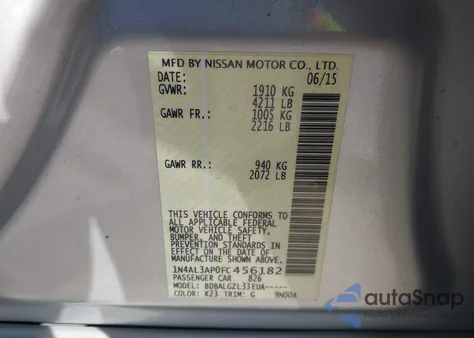 MFD BY NISSAN MOTOR CO., LTD.
DATE: 06/15
GVWR: 1910 KG
4211 LB
GAWR FR.: 1005 KG
2216 LB
GAWR RR.: 940 KG
2072 LB
THIS VEHICLE CONFORMS TO
ALL APPLICABLE FEDERAL
MOTOR VEHICLE SAFETY,
BUMPER, AND THEFT
PREVENTION STANDARDS IN
EFFECT ON THE DATE OF
MANUFACTURE SHOWN ABOVE.
1N4AL3AP0FC456182
PASSENGER CAR 826
MODEL: BDBALGZL33EUA-----
COLOR: K23 TRIM: G 9N00A
autoSnap